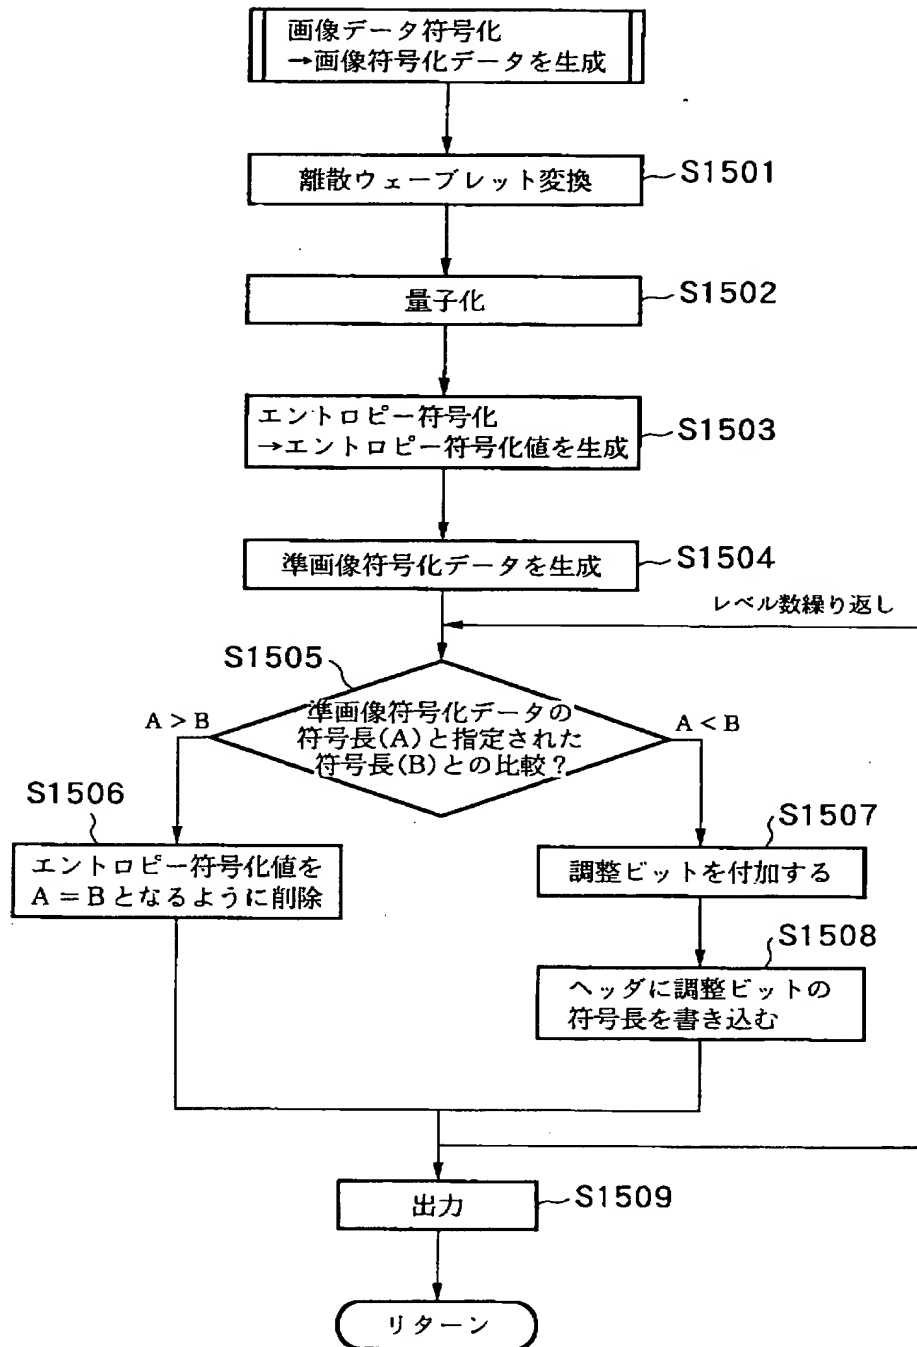 画像データ符号化
→画像符号化データを生成
離散ウェーブレット変換
S1501
量子化
S1502
エントロピー符号化
→エントロピー符号化値を生成
S1503
準画像符号化データを生成
S1504
レベル数繰り返し
S1505
準画像符号化データの
符号長(A)と指定された
符号長(B)との比較?
A>B
A<B
S1506
エントロピー符号化値を
A=Bとなるように削除
S1507
調整ビットを付加する
S1508
ヘッダに調整ビットの
符号長を書き込む
出力
S1509
リターン